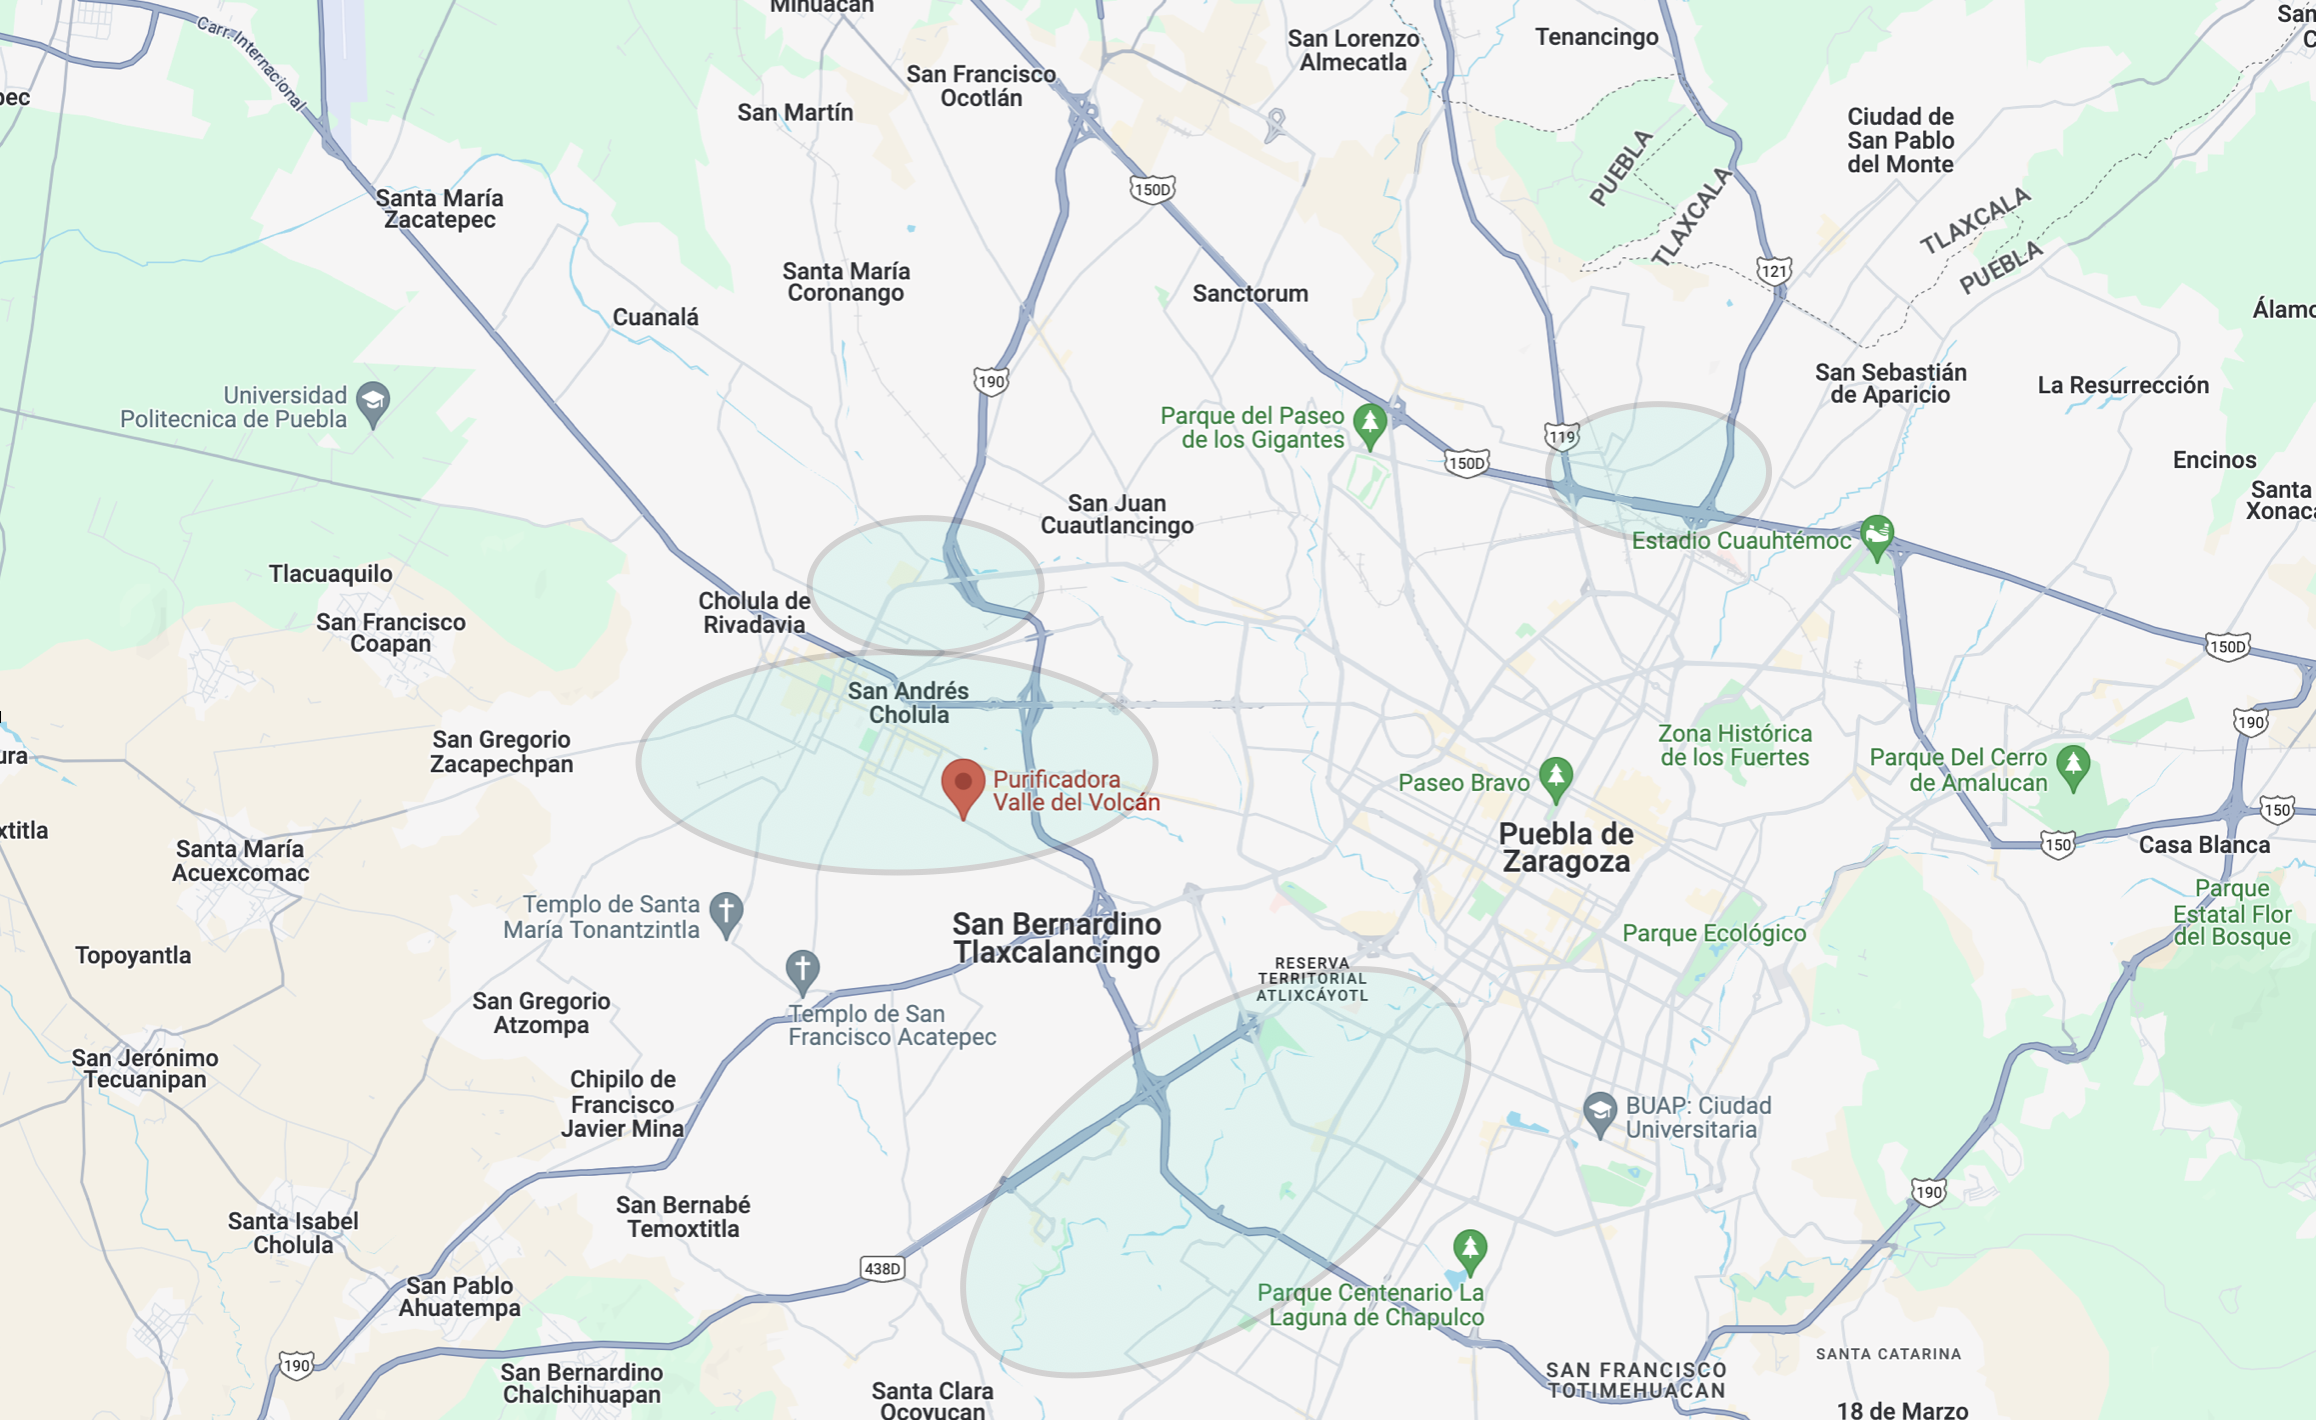 Carr. Internacional
San Francisco
Ocotlán
San Martín
San Lorenzo
Almecatla
Tenancingo
Ciudad de
San Pablo
del Monte
PUEBLA
TLAXCALA
TLAXCALA
PUEBLA
150D
121
Santa María
Zacatepec
Santa María
Coronango
Sanctorum
Cuanalá
190
San Sebastián
de Aparicio
La Resurrección
Universidad
Politecnica de Puebla
Parque del Paseo
de los Gigantes
119
150D
Encinos
Santa
San Juan
Cuautlancingo
Estadio Cuauhtémoc
Tlacuaquilo
San Francisco
Coapan
Cholula de
Rivadavia
150D
San Andrés
Cholula
190
San Gregorio
Zacapechpan
Zona Histórica
de los Fuertes
Parque Del Cerro
de Amalucan
Purificadora
Valle del Volcán
Paseo Bravo
150
Puebla de
Zaragoza
150
Casa Blanca
Santa María
Acuexcomac
Parque
Estatal Flor
del Bosque
Templo de Santa
María Tonantzintla
San Bernardino
Tlaxcalancingo
Parque Ecológico
Topoyantla
RESERVA
TERRITORIAL
ATLIXCÁYOTL
San Gregorio
Atzompa
Templo de San
Francisco Acatepec
San Jerónimo
Tecuanipan
Chipilo de
Francisco
Javier Mina
BUAP: Ciudad
Universitaria
190
San Bernabé
Temoxtitla
Santa Isabel
Cholula
438D
San Pablo
Ahuatempa
Parque Centenario La
Laguna de Chapulco
190
San Bernardino
Chalchihuapan
SAN FRANCISCO
TOTIMEHUACAN
SANTA CATARINA
Santa Clara
Ocoyucan
18 de Marzo